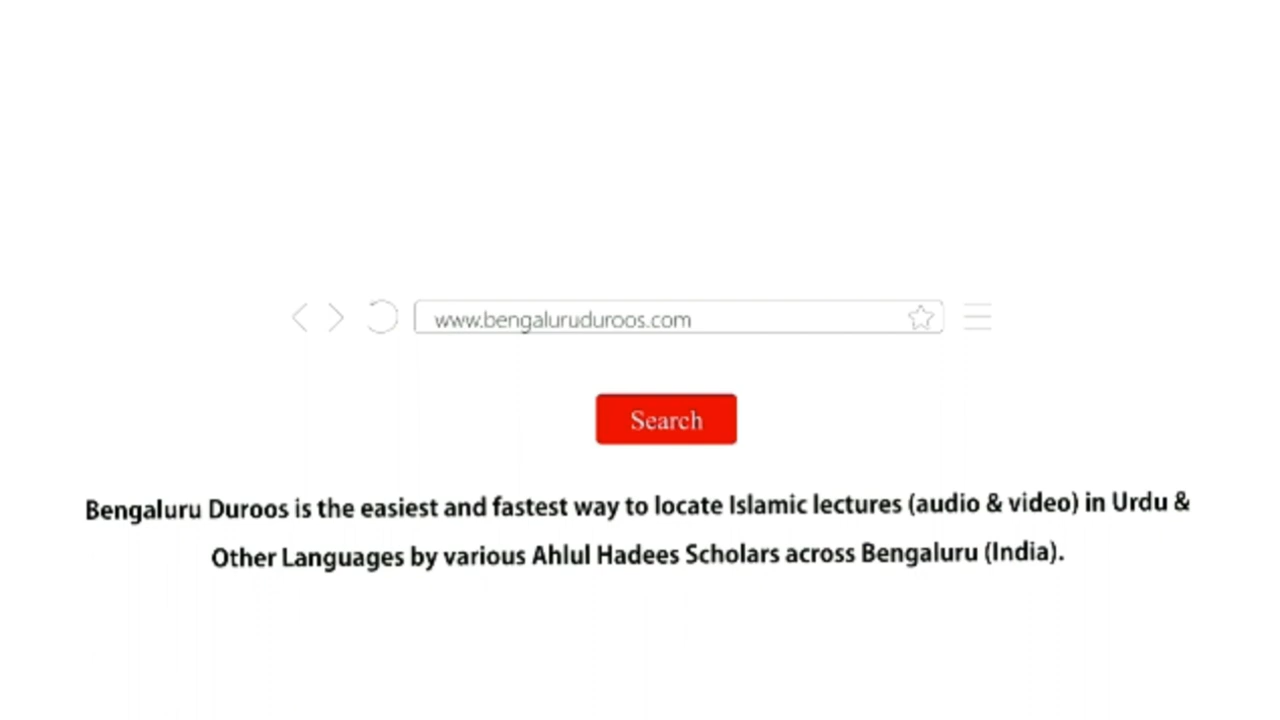 www.bengaluruduroos.com
Search
Bengaluru Duroos is the easiest and fastest way to locate Islamic lectures (audio & video) in Urdu &
Other Languages by various Ahlul Hadees Scholars across Bengaluru (India).